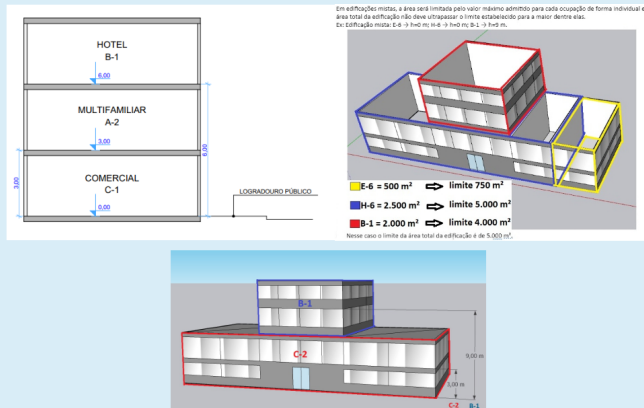 HOTEL
B-1
6,00
MULTIFAMILIAR
A-2
3,00
6,00
3,00
COMERCIAL
C-1
0,00
LOGRADOURO PÚBLICO
Em edificações mistas, a área será limitada pelo valor máximo admitido para cada ocupação de forma individual e
área total da edificação não deve ultrapassar o limite estabelecido para a maior dentre elas.
Ex: Edificação mista: E-6 -> h=0 m; H-6 -> h=0 m; B-1 -> h=9 m.
E-6 = 500 m² ⇨ limite 750 m²
H-6 = 2.500 m² ⇨ limite 5.000 m²
B-1 = 2.000 m² ⇨ limite 4.000 m²
Nesse caso o limite da área total da edificação é de 5.000 m².
B-1
C-2
9,00 m
3,00 m
C-2 B-1